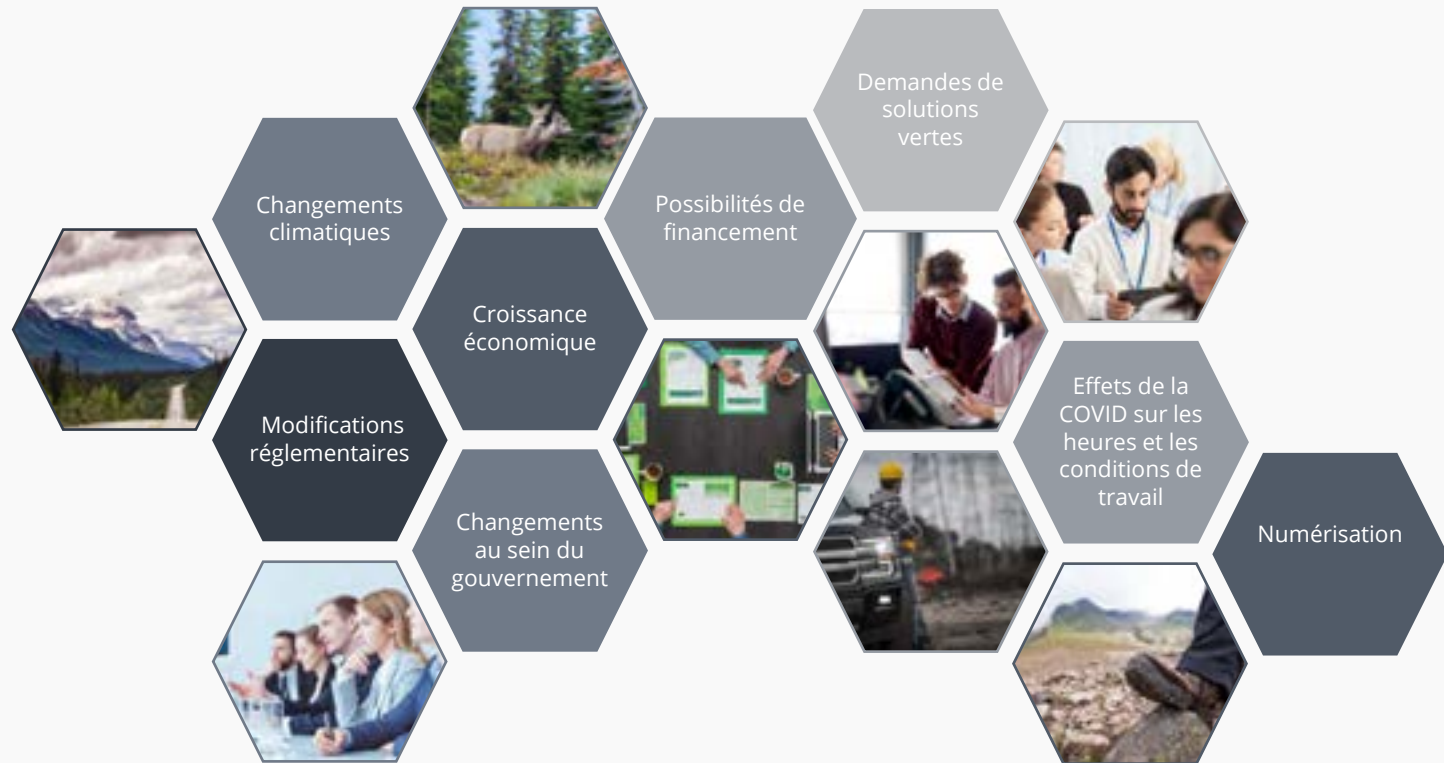 Demandes de
solutions
vertes
Changements
climatiques
Possibilités de
financement
Croissance
économique
Modifications
réglementaires
Effets de la
COVID sur les
heures et les
conditions de
travail
Changements
au sein du
gouvernement
Numérisation